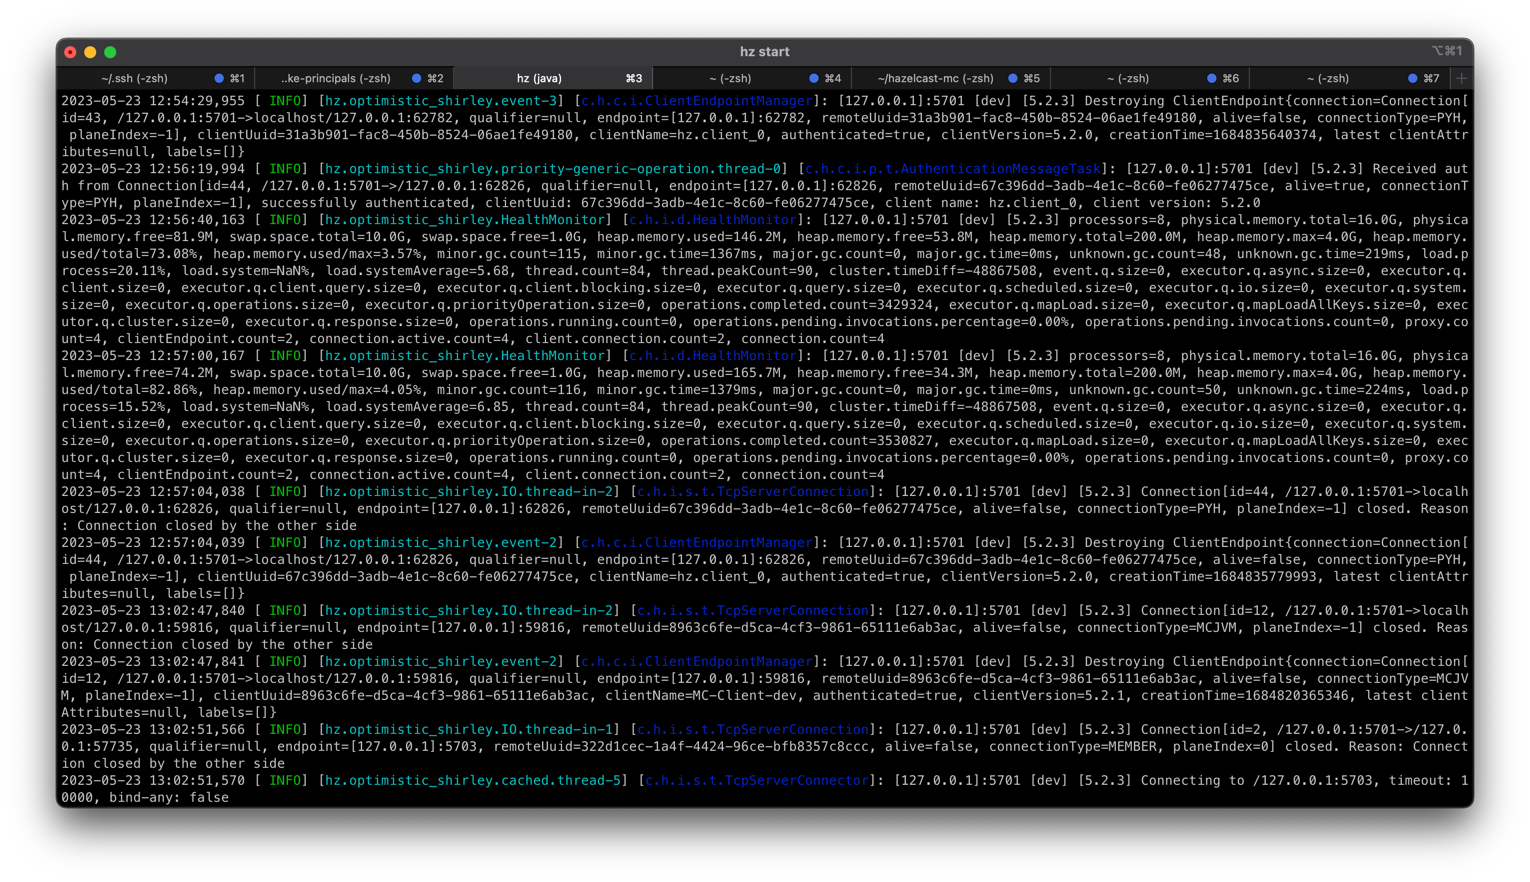 hz start
⌥⌘1
~/.ssh (-zsh) ⌘1 ..ke-principals (-zsh) ⌘2 hz (java) ⌘3 ~ (-zsh) ⌘4 ~/hazelcast-mc (-zsh) ⌘5 ~ (-zsh) ⌘6 ~ (-zsh) ⌘7
2023-05-23 12:54:29,955 [ INFO] [hz.optimistic_shirley.event-3] [c.h.c.i.ClientEndpointManager]: [127.0.0.1]:5701 [dev] [5.2.3] Destroying ClientEndpoint{connection=Connection[
id=43, /127.0.0.1:5701->localhost/127.0.0.1:62782, qualifier=null, endpoint=[127.0.0.1]:62782, remoteUuid=31a3b901-fac8-450b-8524-06ae1fe49180, alive=false, connectionType=PYH,
 planeIndex=-1], clientUuid=31a3b901-fac8-450b-8524-06ae1fe49180, clientName=hz.client_0, authenticated=true, clientVersion=5.2.0, creationTime=1684835640374, latest clientAttr
ibutes=null, labels=[]}
2023-05-23 12:56:19,994 [ INFO] [hz.optimistic_shirley.priority-generic-operation.thread-0] [c.h.c.i.p.t.AuthenticationMessageTask]: [127.0.0.1]:5701 [dev] [5.2.3] Received aut
h from Connection[id=44, /127.0.0.1:5701->/127.0.0.1:62826, qualifier=null, endpoint=[127.0.0.1]:62826, remoteUuid=67c396dd-3adb-4e1c-8c60-fe06277475ce, alive=true, connectionT
ype=PYH, planeIndex=-1], successfully authenticated, clientUuid: 67c396dd-3adb-4e1c-8c60-fe06277475ce, client name: hz.client_0, client version: 5.2.0
2023-05-23 12:56:40,163 [ INFO] [hz.optimistic_shirley.HealthMonitor] [c.h.i.d.HealthMonitor]: [127.0.0.1]:5701 [dev] [5.2.3] processors=8, physical.memory.total=16.0G, physica
l.memory.free=81.9M, swap.space.total=10.0G, swap.space.free=1.0G, heap.memory.used=146.2M, heap.memory.free=53.8M, heap.memory.total=200.0M, heap.memory.max=4.0G, heap.memory.
used/total=73.08%, heap.memory.used/max=3.57%, minor.gc.count=115, minor.gc.time=1367ms, major.gc.count=0, major.gc.time=0ms, unknown.gc.count=48, unknown.gc.time=219ms, load.p
rocess=20.11%, load.system=NaN%, load.systemAverage=5.68, thread.count=84, thread.peakCount=90, cluster.timeDiff=-48867508, event.q.size=0, executor.q.async.size=0, executor.q.
client.size=0, executor.q.client.query.size=0, executor.q.client.blocking.size=0, executor.q.query.size=0, executor.q.scheduled.size=0, executor.q.io.size=0, executor.q.system.
size=0, executor.q.operations.size=0, executor.q.priorityOperation.size=0, operations.completed.count=3429324, executor.q.mapLoad.size=0, executor.q.mapLoadAllKeys.size=0, exec
utor.q.cluster.size=0, executor.q.response.size=0, operations.running.count=0, operations.pending.invocations.percentage=0.00%, operations.pending.invocations.count=0, proxy.co
unt=4, clientEndpoint.count=2, connection.active.count=4, client.connection.count=2, connection.count=4
2023-05-23 12:57:00,167 [ INFO] [hz.optimistic_shirley.HealthMonitor] [c.h.i.d.HealthMonitor]: [127.0.0.1]:5701 [dev] [5.2.3] processors=8, physical.memory.total=16.0G, physica
l.memory.free=74.2M, swap.space.total=10.0G, swap.space.free=1.0G, heap.memory.used=165.7M, heap.memory.free=34.3M, heap.memory.total=200.0M, heap.memory.max=4.0G, heap.memory.
used/total=82.86%, heap.memory.used/max=4.05%, minor.gc.count=116, minor.gc.time=1379ms, major.gc.count=0, major.gc.time=0ms, unknown.gc.count=50, unknown.gc.time=224ms, load.p
rocess=15.52%, load.system=NaN%, load.systemAverage=6.85, thread.count=84, thread.peakCount=90, cluster.timeDiff=-48867508, event.q.size=0, executor.q.async.size=0, executor.q.
client.size=0, executor.q.client.query.size=0, executor.q.client.blocking.size=0, executor.q.query.size=0, executor.q.scheduled.size=0, executor.q.io.size=0, executor.q.system.
size=0, executor.q.operations.size=0, executor.q.priorityOperation.size=0, operations.completed.count=3530827, executor.q.mapLoad.size=0, executor.q.mapLoadAllKeys.size=0, exec
utor.q.cluster.size=0, executor.q.response.size=0, operations.running.count=0, operations.pending.invocations.percentage=0.00%, operations.pending.invocations.count=0, proxy.co
unt=4, clientEndpoint.count=2, connection.active.count=4, client.connection.count=2, connection.count=4
2023-05-23 12:57:04,038 [ INFO] [hz.optimistic_shirley.IO.thread-in-2] [c.h.i.s.t.TcpServerConnection]: [127.0.0.1]:5701 [dev] [5.2.3] Connection[id=44, /127.0.0.1:5701->localh
ost/127.0.0.1:62826, qualifier=null, endpoint=[127.0.0.1]:62826, remoteUuid=67c396dd-3adb-4e1c-8c60-fe06277475ce, alive=false, connectionType=PYH, planeIndex=-1] closed. Reason
: Connection closed by the other side
2023-05-23 12:57:04,039 [ INFO] [hz.optimistic_shirley.event-2] [c.h.c.i.ClientEndpointManager]: [127.0.0.1]:5701 [dev] [5.2.3] Destroying ClientEndpoint{connection=Connection[
id=44, /127.0.0.1:5701->localhost/127.0.0.1:62826, qualifier=null, endpoint=[127.0.0.1]:62826, remoteUuid=67c396dd-3adb-4e1c-8c60-fe06277475ce, alive=false, connectionType=PYH,
 planeIndex=-1], clientUuid=67c396dd-3adb-4e1c-8c60-fe06277475ce, clientName=hz.client_0, authenticated=true, clientVersion=5.2.0, creationTime=1684835779993, latest clientAttr
ibutes=null, labels=[]}
2023-05-23 13:02:47,840 [ INFO] [hz.optimistic_shirley.IO.thread-in-2] [c.h.i.s.t.TcpServerConnection]: [127.0.0.1]:5701 [dev] [5.2.3] Connection[id=12, /127.0.0.1:5701->localh
ost/127.0.0.1:59816, qualifier=null, endpoint=[127.0.0.1]:59816, remoteUuid=8963c6fe-d5ca-4cf3-9861-65111e6ab3ac, alive=false, connectionType=MCJVM, planeIndex=-1] closed. Reas
on: Connection closed by the other side
2023-05-23 13:02:47,841 [ INFO] [hz.optimistic_shirley.event-2] [c.h.c.i.ClientEndpointManager]: [127.0.0.1]:5701 [dev] [5.2.3] Destroying ClientEndpoint{connection=Connection[
id=12, /127.0.0.1:5701->localhost/127.0.0.1:59816, qualifier=null, endpoint=[127.0.0.1]:59816, remoteUuid=8963c6fe-d5ca-4cf3-9861-65111e6ab3ac, alive=false, connectionType=MCJV
M, planeIndex=-1], clientUuid=8963c6fe-d5ca-4cf3-9861-65111e6ab3ac, clientName=MC-Client-dev, authenticated=true, clientVersion=5.2.1, creationTime=1684820365346, latest client
Attributes=null, labels=[]}
2023-05-23 13:02:51,566 [ INFO] [hz.optimistic_shirley.IO.thread-in-1] [c.h.i.s.t.TcpServerConnection]: [127.0.0.1]:5701 [dev] [5.2.3] Connection[id=2, /127.0.0.1:5701->/127.0.
0.1:57735, qualifier=null, endpoint=[127.0.0.1]:5703, remoteUuid=322d1cec-1a4f-4424-96ce-bfb8357c8ccc, alive=false, connectionType=MEMBER, planeIndex=0] closed. Reason: Connect
ion closed by the other side
2023-05-23 13:02:51,570 [ INFO] [hz.optimistic_shirley.cached.thread-5] [c.h.i.s.t.TcpServerConnector]: [127.0.0.1]:5701 [dev] [5.2.3] Connecting to /127.0.0.1:5703, timeout: 1
0000, bind-any: false